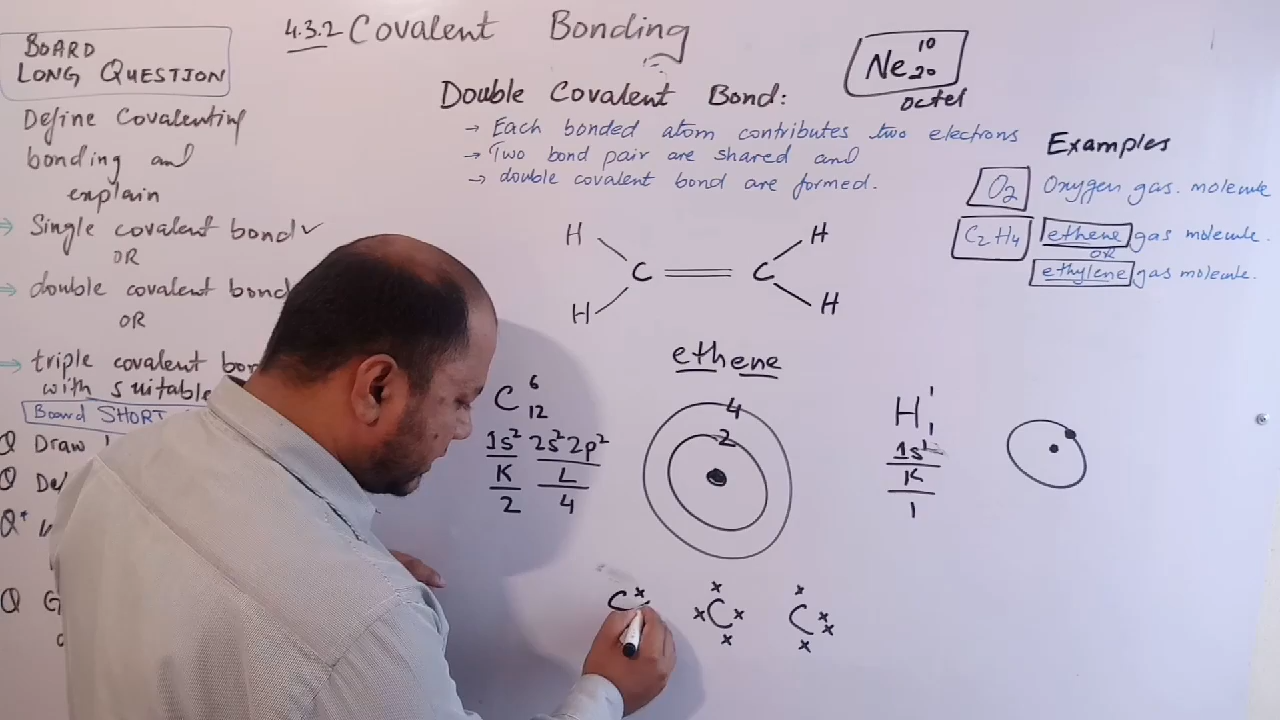 4.3.2 Covalent Bonding
BOARD
LONG QUESTION
Define Covalenting
bonding and
explain
⇒ Single covalent bond ✓
OR
⇒ double covalent bond
OR
⇒ triple covalent
with suitable
Board SHORT
Q Draw
Q
Q*
Q G
Ne 10 20
octet
Double Covalent Bond:
→ Each bonded atom contributes two electrons
→ Two bond pair are shared and
→ double covalent bond are formed.
Examples
O2 Oxygen gas. molecule
C2H4 ethene gas molecule.
OR
ethylene gas molecule.
H H
C C
H H
ethene
C 6 12
1s² 2s² 2p²
K L
2 4
4
2
H 1 1
1s¹
K
1
C× ×C× C×